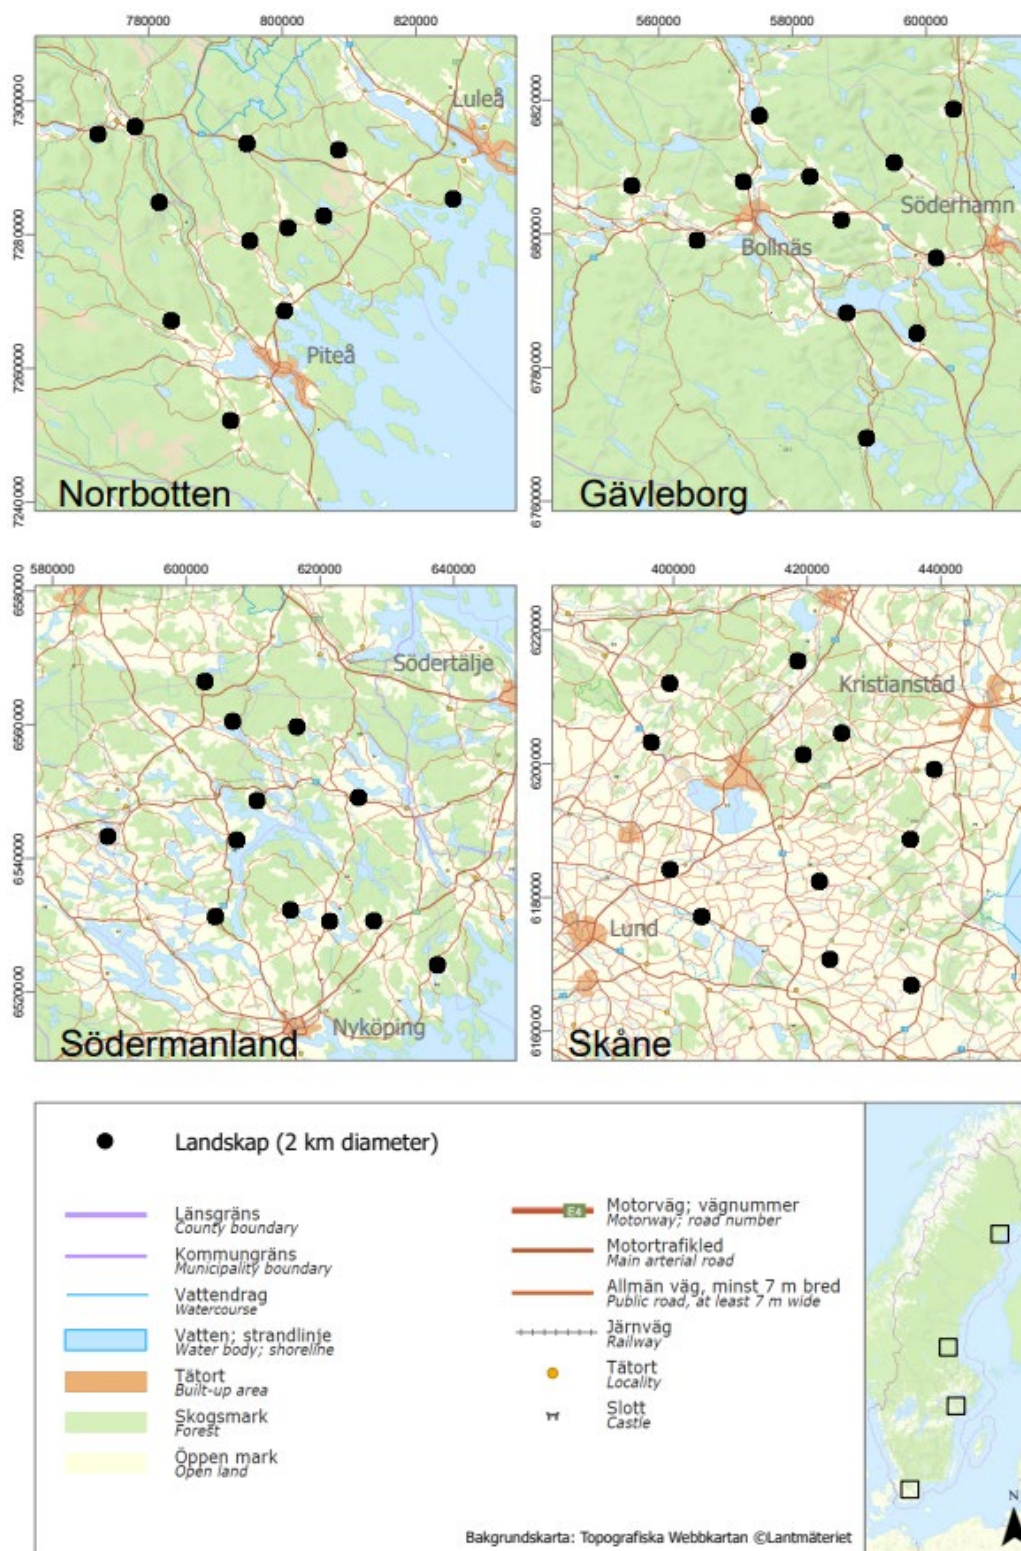 780000 800000 820000
560000 580000 600000
7300000
7280000
7260000
7240000
Luleå
Piteå
Norrbotten
6820000
6800000
6780000
6760000
Söderhamn
Bollnäs
Gävleborg
580000 600000 620000 640000
400000 420000 440000
6580000
6560000
6540000
6520000
Södertälje
Nyköping
Södermanland
6220000
6200000
6180000
6160000
Kristianstad
Lund
Skåne
Landskap (2 km diameter)
Länsgräns
County boundary
Kommungräns
Municipality boundary
Vattendrag
Watercourse
Vatten; strandlinje
Water body; shoreline
Tätort
Built-up area
Skogsmark
Forest
Öppen mark
Open land
E4
Motorväg; vägnummer
Motorway; road number
Motortrafikled
Main arterial road
Allmän väg, minst 7 m bred
Public road, at least 7 m wide
Järnväg
Railway
Tätort
Locality
Slott
Castle
N
Bakgrundskarta: Topografiska Webbkartan ©Lantmäteriet